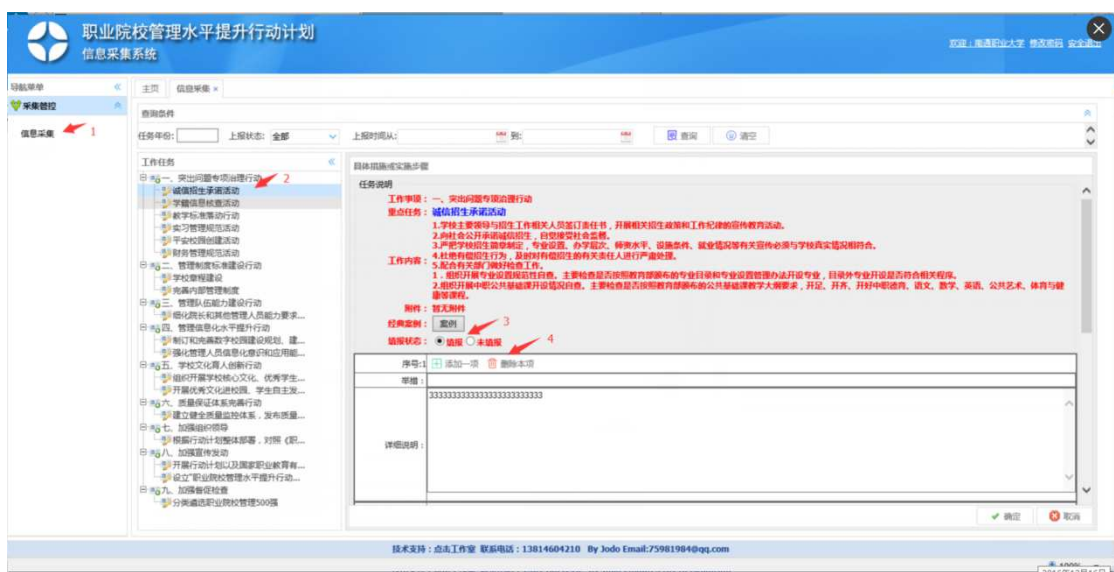 职业院校管理水平提升行动计划
信息采集系统
欢迎:南通职业大学 修改密码 安全退出
导航菜单
主页 信息采集 ×
采集管控
信息采集
1
查询条件
任务年份: 上报状态: 全部 上报时间从: 到: 查询 清空
工作任务
一、突出问题专项治理行动
2
诚信招生承诺活动
学籍信息核查活动
教学标准落地行动
实习管理规范活动
平安校园创建活动
财务管理规范活动
二、管理制度标准建设行动
学校章程建设
完善内部管理制度
三、管理队伍能力建设行动
细化院长和其他管理人员能力要求...
四、管理信息化水平提升行动
制订和完善数字校园建设规划、建...
强化管理人员信息化意识和应用能...
五、学校文化育人创新行动
组织开展学校核心文化、优秀学生...
开展优秀文化进校园、学生自主发...
六、质量保证体系完善行动
建立健全质量监控体系,发布质量...
七、加强组织领导
根据行动计划整体部署,对照《职...
八、加强宣传发动
开展行动计划以及国家职业教育有...
设立"职业院校管理水平提升行动...
九、加强督促检查
分类遴选职业院校管理500强
具体措施或实施步骤
任务说明
工作事项: 一、突出问题专项治理行动
重点任务: 诚信招生承诺活动
工作内容:
1.学校主要领导与招生工作相关人员签订责任书,开展相关招生政策和工作纪律的宣传教育活动。
2.向社会公开承诺诚信招生,自觉接受社会监督。
3.严把学校招生简章制定,专业设置、办学层次、师资水平、设施条件、就业情况等有关宣传必须与学校真实情况相符合。
4.杜绝有偿招生行为,及时对有偿招生的有关责任人进行严肃处理。
5.配合有关部门做好检查工作。
1.组织开展专业设置规范性自查。主要检查是否按照教育部颁布的专业目录和专业设置管理办法开设专业,目录外专业开设是否符合相关程序。
2.组织开展中职公共基础课开设情况自查。主要检查是否按照教育部颁布的公共基础课教学大纲要求,开足、开齐、开好中职德育、语文、数学、英语、公共艺术、体育与健康等课程。
附件: 暂无附件
经典案例: 案例
3
填报状态: 填报 未填报
4
序号:1 添加一项 删除本项
举措:
详细说明:
33333333333333333333333333
确定 取消
技术支持:点击工作室 联系电话:13814604210 By Jodo Email:75981984@qq.com
100%